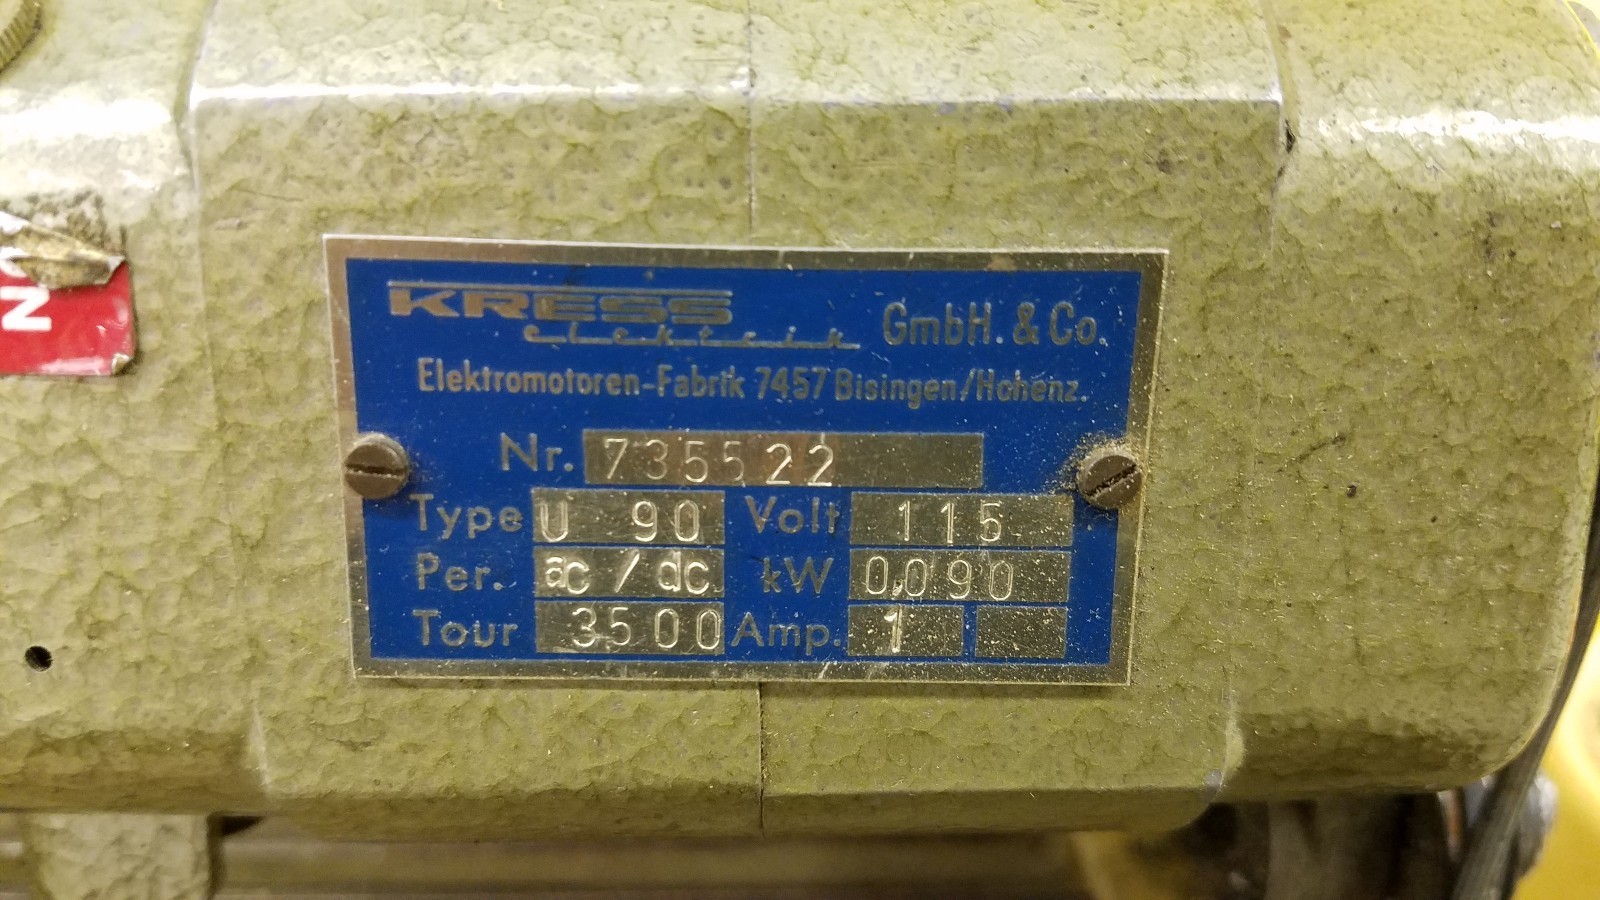 KRESS
elektrik GmbH. & Co.
Elektromotoren-Fabrik 7457 Bisingen/Hohenz.
Nr. 735522
Type U 90 Volt 115
Per. ac/dc kW 0,090
Tour 3500 Amp. 1